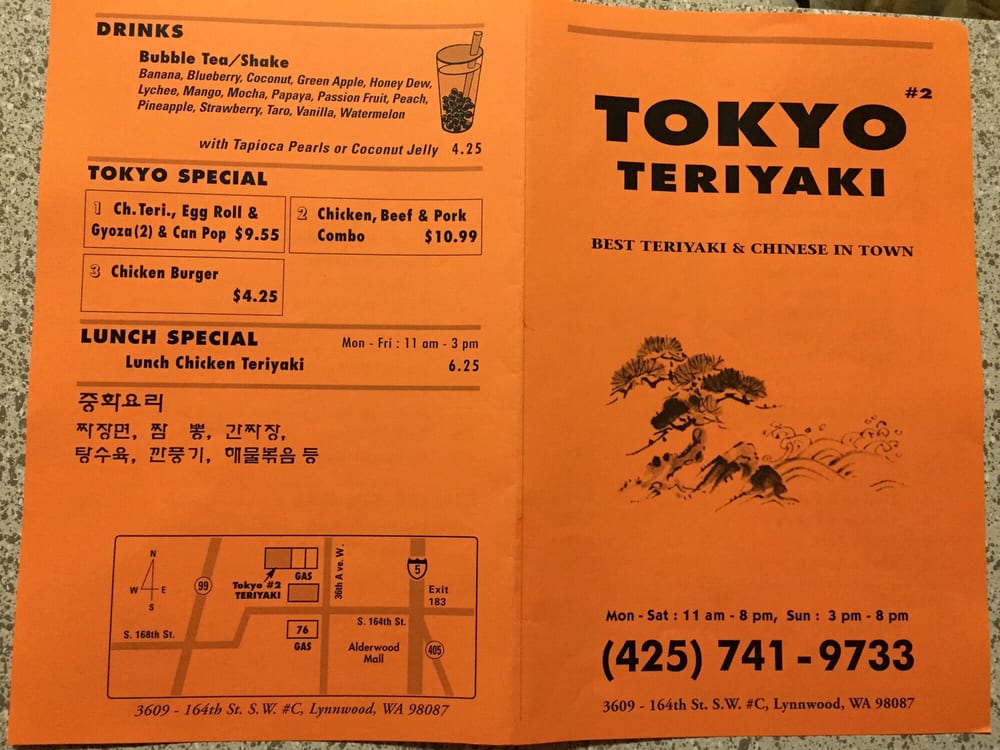 DRINKS
Bubble Tea/Shake
Banana, Blueberry, Coconut, Green Apple, Honey Dew,
Lychee, Mango, Mocha, Papaya, Passion Fruit, Peach,
Pineapple, Strawberry, Taro, Vanilla, Watermelon
with Tapioca Pearls or Coconut Jelly 4.25
TOKYO SPECIAL
1 Ch.Teri., Egg Roll &
Gyoza(2) & Can Pop $9.55
2 Chicken, Beef & Pork
Combo $10.99
3 Chicken Burger
$4.25
LUNCH SPECIAL Mon - Fri : 11 am - 3 pm
Lunch Chicken Teriyaki 6.25
중화요리
짜장면, 짬 뽕, 간짜장,
탕수육, 깐풍기, 해물볶음 등
N
W E
S
99
Tokyo #2
TERIYAKI
GAS
36th Ave. W.
5
Exit
183
S. 168th St.
76
GAS
S. 164th St.
Alderwood
Mall
405
3609 - 164th St. S.W. #C, Lynnwood, WA 98087
#2
TOKYO
TERIYAKI
BEST TERIYAKI & CHINESE IN TOWN
Mon - Sat : 11 am - 8 pm, Sun : 3 pm - 8 pm
(425) 741 - 9733
3609 - 164th St. S.W. #C, Lynnwood, WA 98087